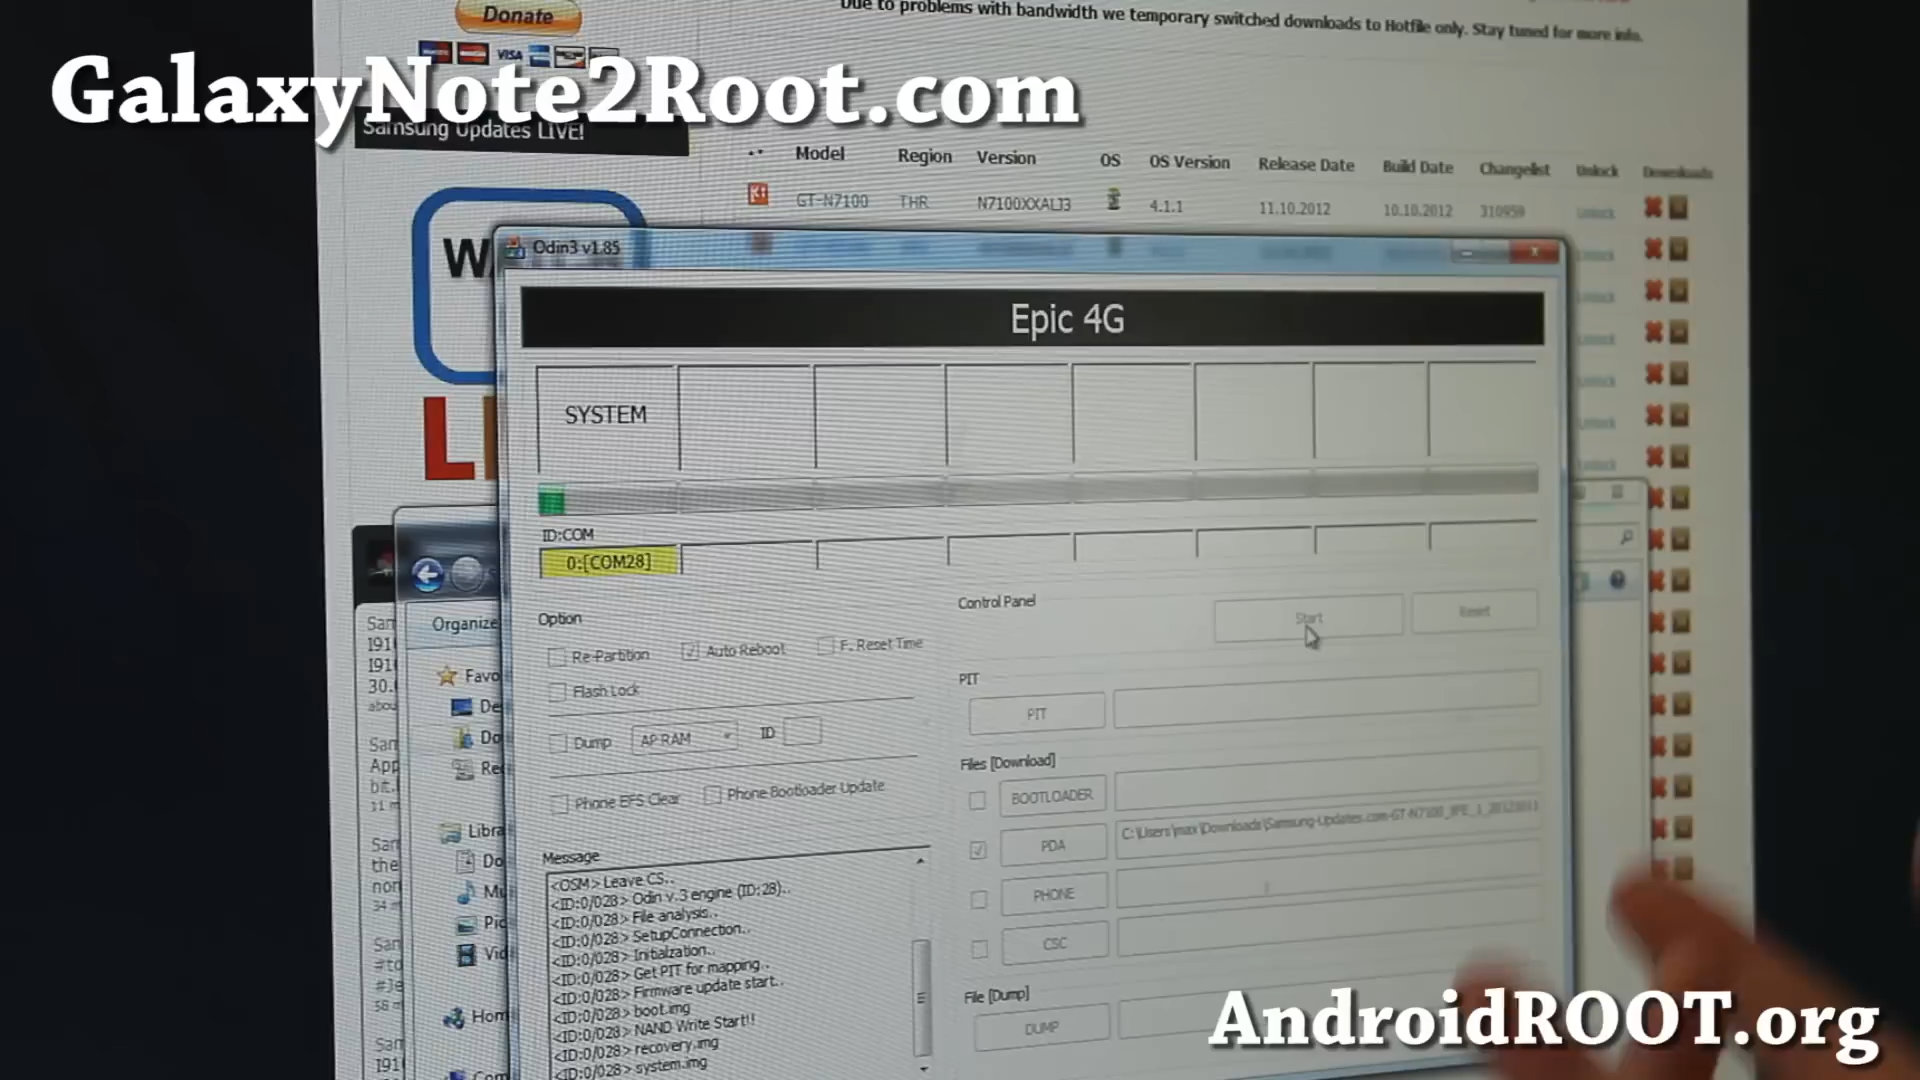 Donate
Due to problems with bandwidth we temporary switched downloads to Hotfile only. Stay tuned for more info.
VISA
GalaxyNote2Root.com
Samsung Updates LIVE!
Model Region Version OS OS Version Release Date Build Date Changelist Unlock Downloads
GT-N7100 THR N7100XXALJ3 4.1.1 11.10.2012 10.10.2012 310959 Unlock
Odin3 v1.85
Epic 4G
SYSTEM
ID:COM
0:[COM28]
Option
Control Panel
Start
Reset
Re-Partition Auto Reboot F. Reset Time
Flash Lock
Dump AP RAM ID
Phone EFS Clear Phone Bootloader Update
PIT
PIT
Files [Download]
BOOTLOADER
PDA
PHONE
CSC
File [Dump]
DUMP
Message
<OSM> Leave CS..
<ID:0/028> Odin v.3 engine (ID:28)..
<ID:0/028> File analysis..
<ID:0/028> SetupConnection..
<ID:0/028> Initialzation..
<ID:0/028> Get PIT for mapping..
<ID:0/028> Firmware update start..
<ID:0/028> boot.img
<ID:0/028> NAND Write Start!!
<ID:0/028> recovery.img
<ID:0/028> system.img
Organize
AndroidROOT.org